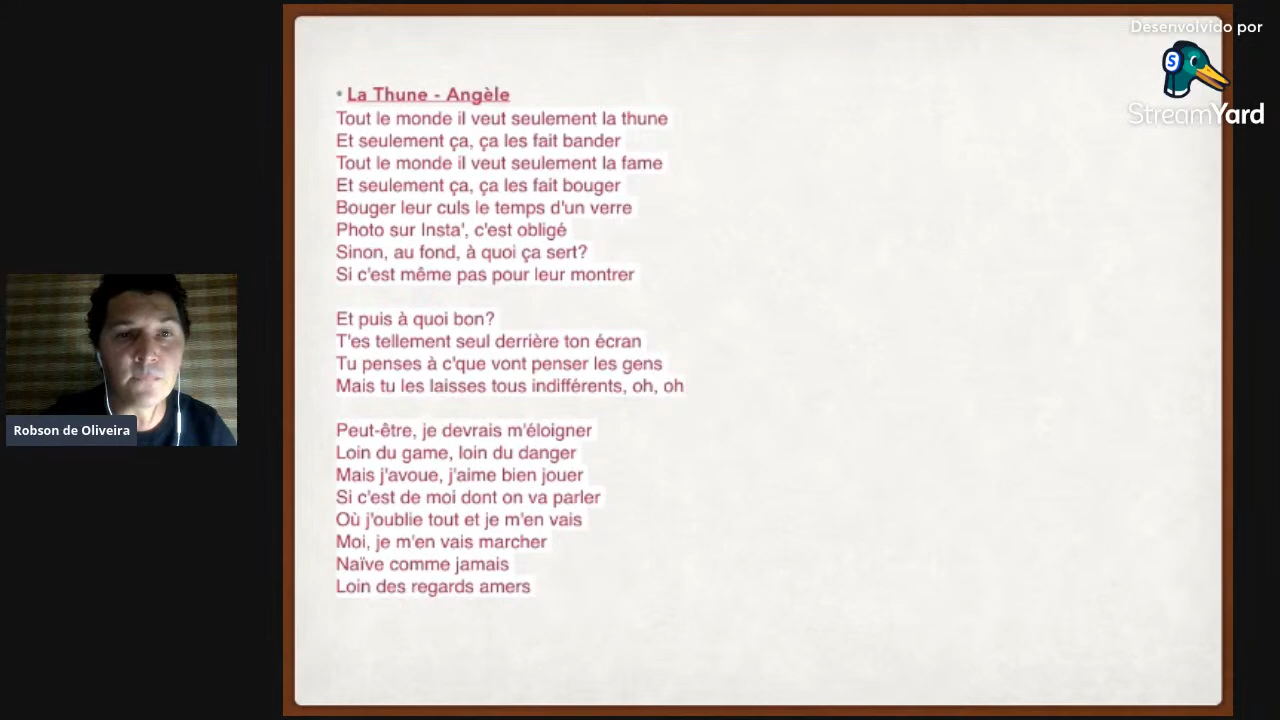 Desenvolvido por
StreamYard
• La Thune - Angèle
Tout le monde il veut seulement la thune
Et seulement ça, ça les fait bander
Tout le monde il veut seulement la fame
Et seulement ça, ça les fait bouger
Bouger leur culs le temps d'un verre
Photo sur Insta', c'est obligé
Sinon, au fond, à quoi ça sert?
Si c'est même pas pour leur montrer
Et puis à quoi bon?
T'es tellement seul derrière ton écran
Tu penses à c'que vont penser les gens
Mais tu les laisses tous indifférents, oh, oh
Peut-être, je devrais m'éloigner
Loin du game, loin du danger
Mais j'avoue, j'aime bien jouer
Si c'est de moi dont on va parler
Où j'oublie tout et je m'en vais
Moi, je m'en vais marcher
Naïve comme jamais
Loin des regards amers
Robson de Oliveira